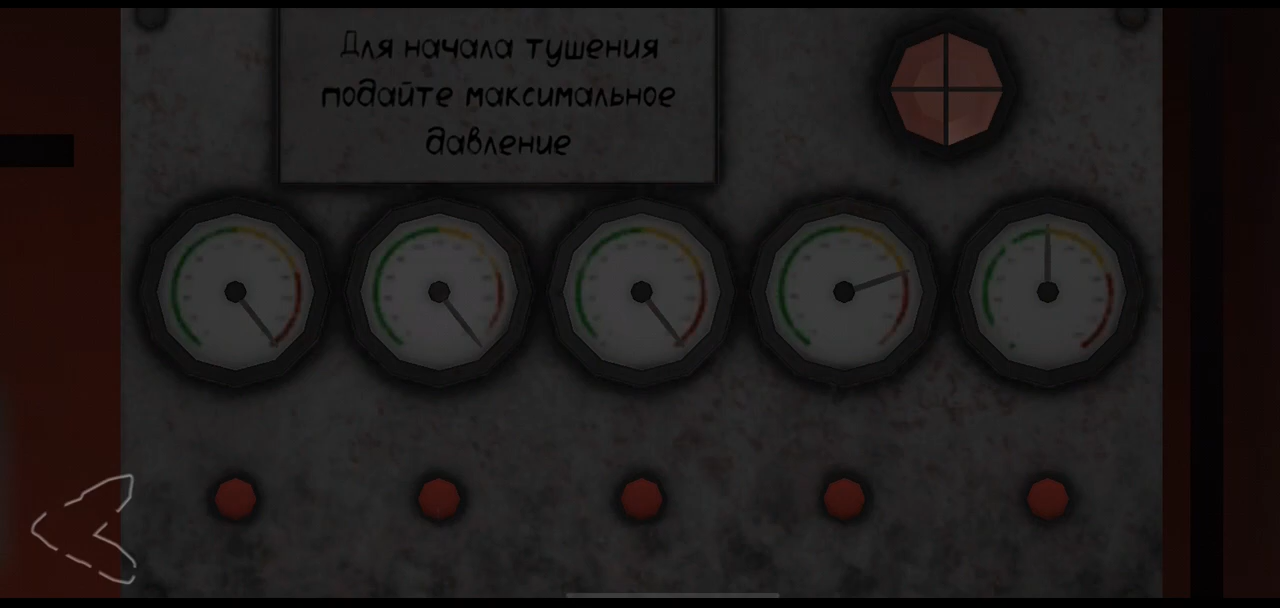 Для начала тушения
подайте максимальное
давление